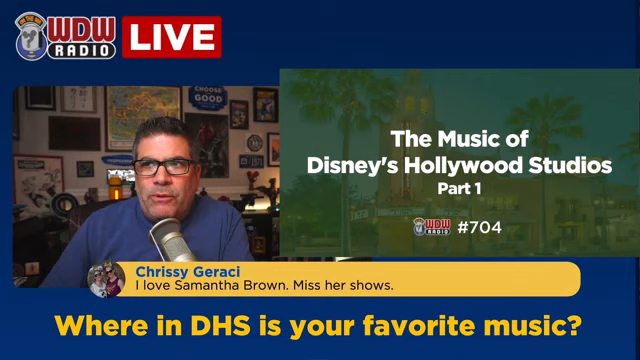 WDW
RADIO
LIVE
CHOOSE
GOOD
The Music of
Disney's Hollywood Studios
Part 1
WDW
RADIO
#704
Chrissy Geraci
I love Samantha Brown. Miss her shows.
Where in DHS is your favorite music?